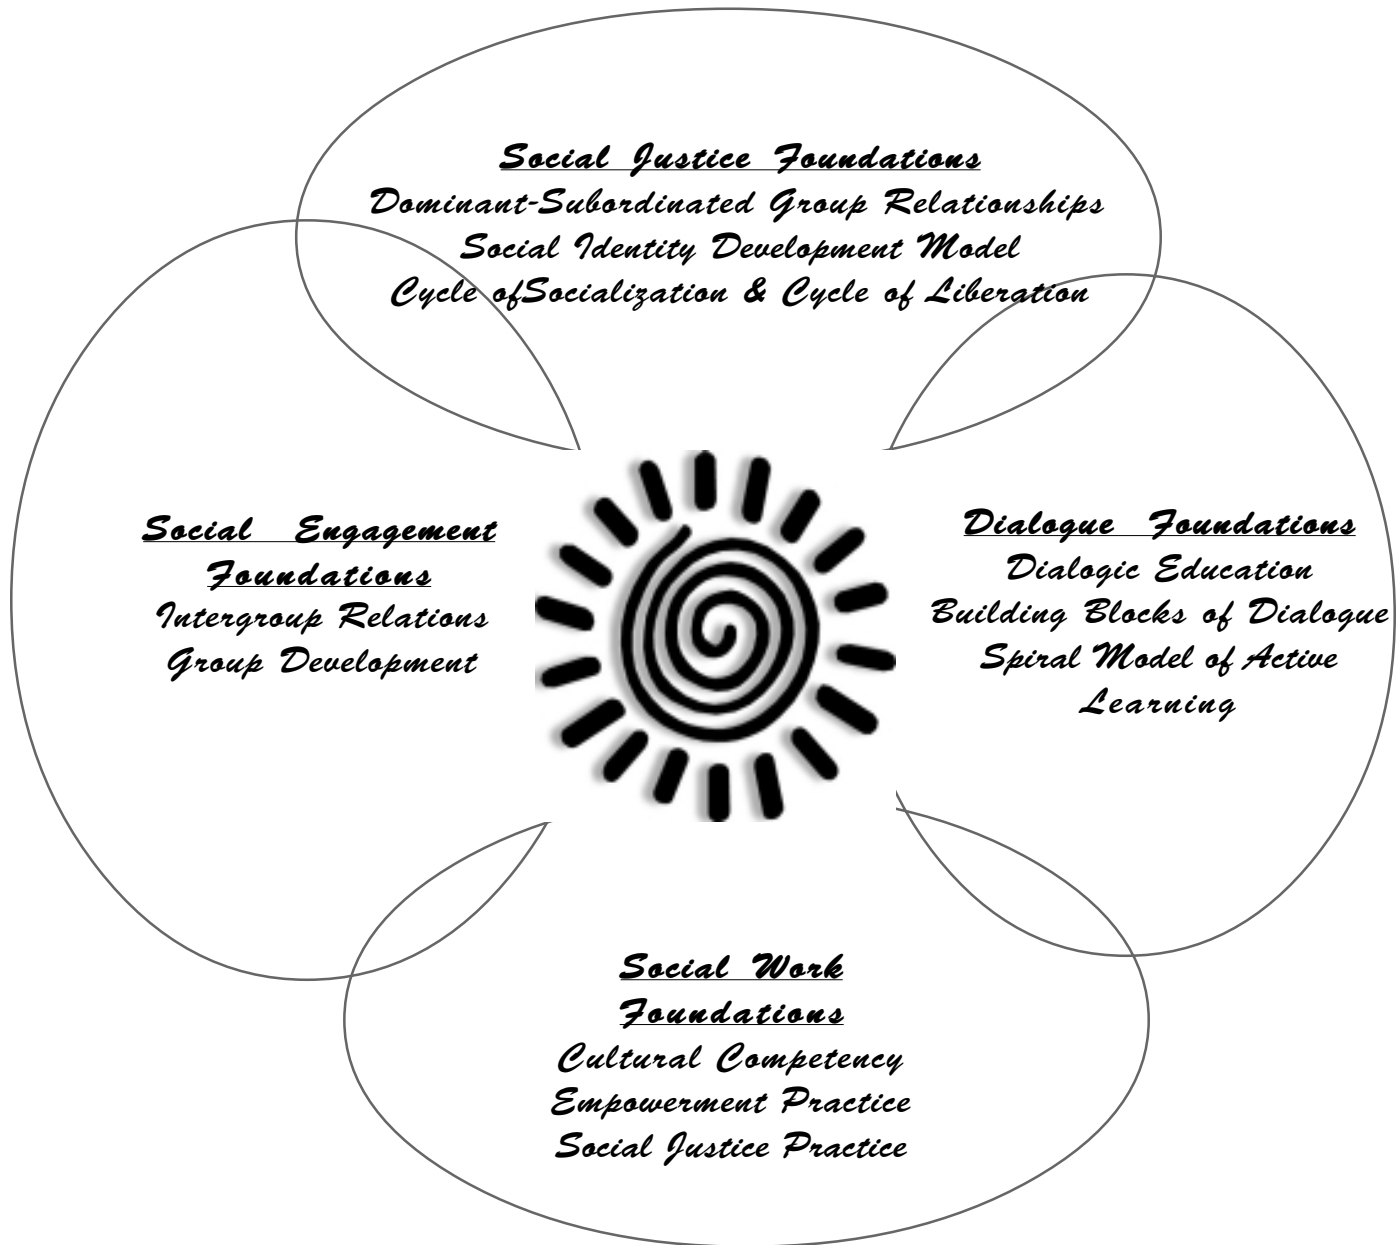 Social Justice Foundations
Dominant-Subordinated Group Relationships
Social Identity Development Model
Cycle ofSocialization & Cycle of Liberation
Social Engagement
Foundations
Intergroup Relations
Group Development
Dialogue Foundations
Dialogic Education
Building Blocks of Dialogue
Spiral Model of Active
Learning
Social Work
Foundations
Cultural Competency
Empowerment Practice
Social Justice Practice